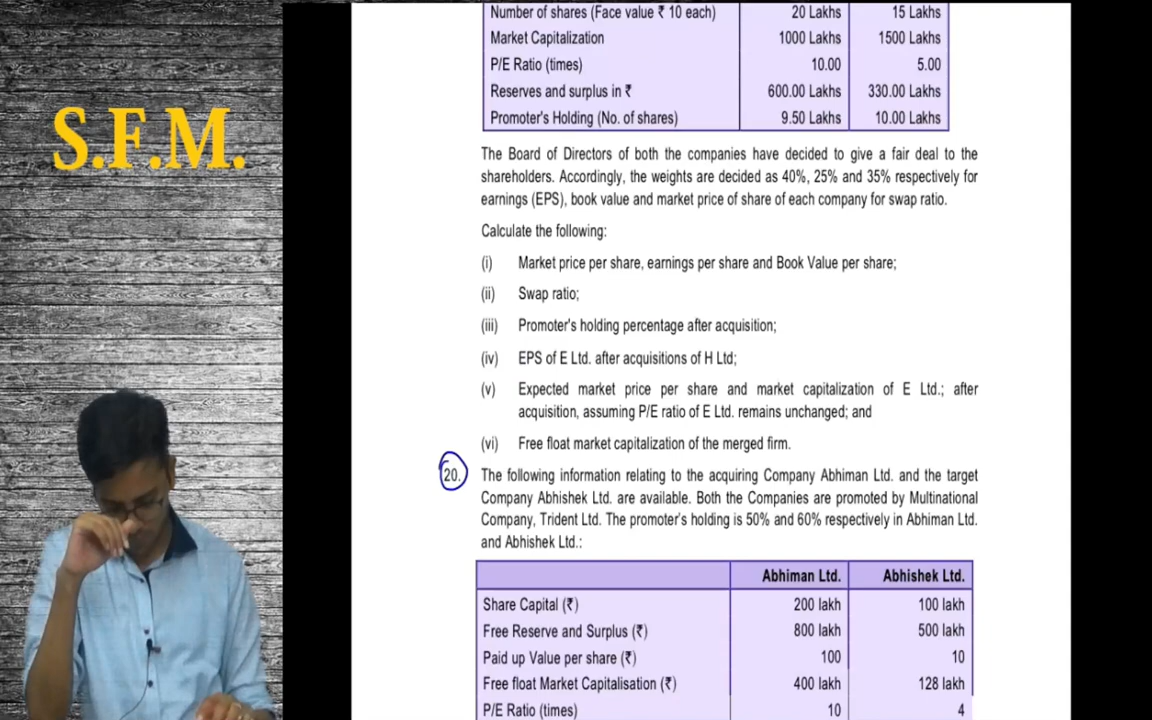 S.F.M.
Number of shares (Face value ₹ 10 each) 20 Lakhs 15 Lakhs
Market Capitalization 1000 Lakhs 1500 Lakhs
P/E Ratio (times) 10.00 5.00
Reserves and surplus in ₹ 600.00 Lakhs 330.00 Lakhs
Promoter's Holding (No. of shares) 9.50 Lakhs 10.00 Lakhs
The Board of Directors of both the companies have decided to give a fair deal to the
shareholders. Accordingly, the weights are decided as 40%, 25% and 35% respectively for
earnings (EPS), book value and market price of share of each company for swap ratio.
Calculate the following:
(i) Market price per share, earnings per share and Book Value per share;
(ii) Swap ratio;
(iii) Promoter's holding percentage after acquisition;
(iv) EPS of E Ltd. after acquisitions of H Ltd;
(v) Expected market price per share and market capitalization of E Ltd.; after
acquisition, assuming P/E ratio of E Ltd. remains unchanged; and
(vi) Free float market capitalization of the merged firm.
20. The following information relating to the acquiring Company Abhiman Ltd. and the target
Company Abhishek Ltd. are available. Both the Companies are promoted by Multinational
Company, Trident Ltd. The promoter's holding is 50% and 60% respectively in Abhiman Ltd.
and Abhishek Ltd.:
Abhiman Ltd. Abhishek Ltd.
Share Capital (₹) 200 lakh 100 lakh
Free Reserve and Surplus (₹) 800 lakh 500 lakh
Paid up Value per share (₹) 100 10
Free float Market Capitalisation (₹) 400 lakh 128 lakh
P/E Ratio (times) 10 4